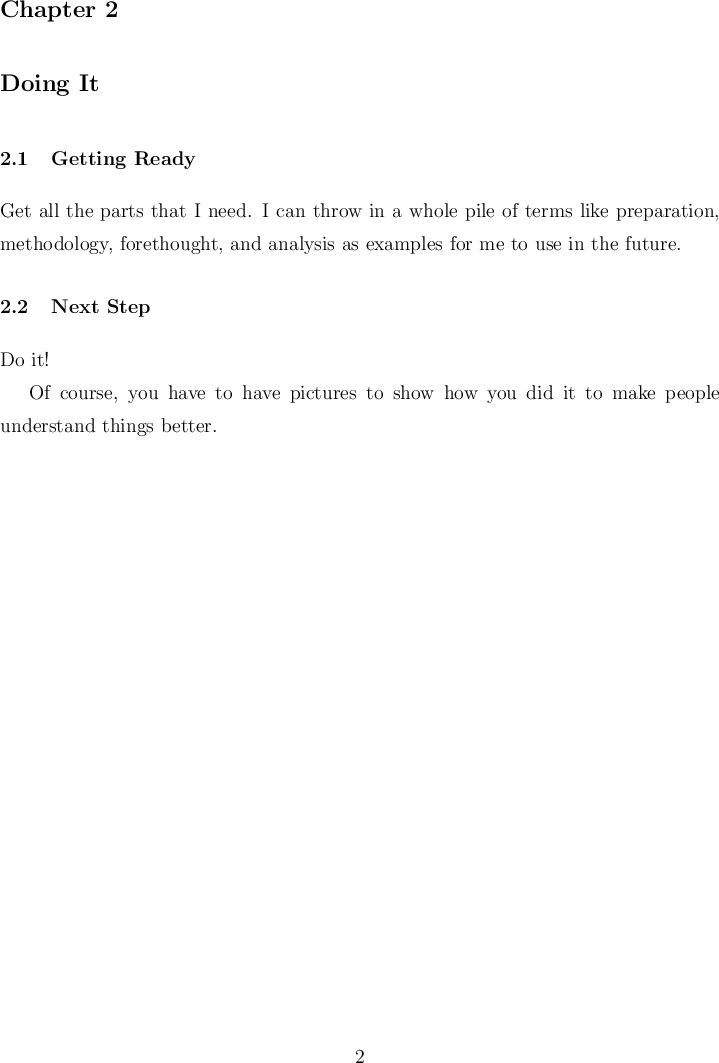 Chapter 2
Doing It
2.1 Getting Ready
Get all the parts that I need. I can throw in a whole pile of terms like preparation,
methodology, forethought, and analysis as examples for me to use in the future.
2.2 Next Step
Do it!
Of course, you have to have pictures to show how you did it to make people
understand things better.
2